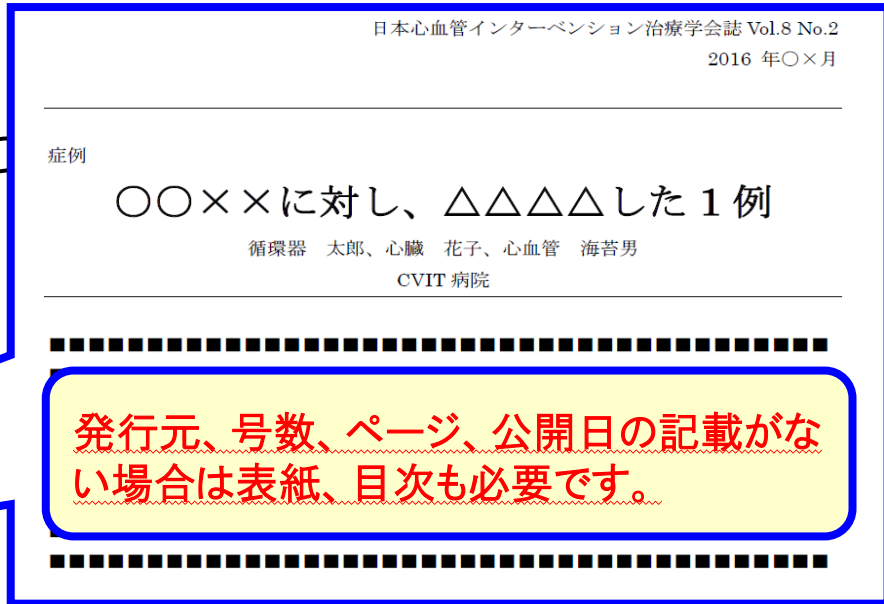 日本心血管インターベンション治療学会誌 Vol.8 No.2
2016 年〇×月
症例
〇〇××に対し、△△△△した 1 例
循環器　太郎、心臓　花子、心血管　海苔男
CVIT 病院
■■■■■■■■■■■■■■■■■■■■■■■■■■■■■■■■■■■■■■■■
発行元、号数、ページ、公開日の記載がな
い場合は表紙、目次も必要です。
■■■■■■■■■■■■■■■■■■■■■■■■■■■■■■■■■■■■■■■■